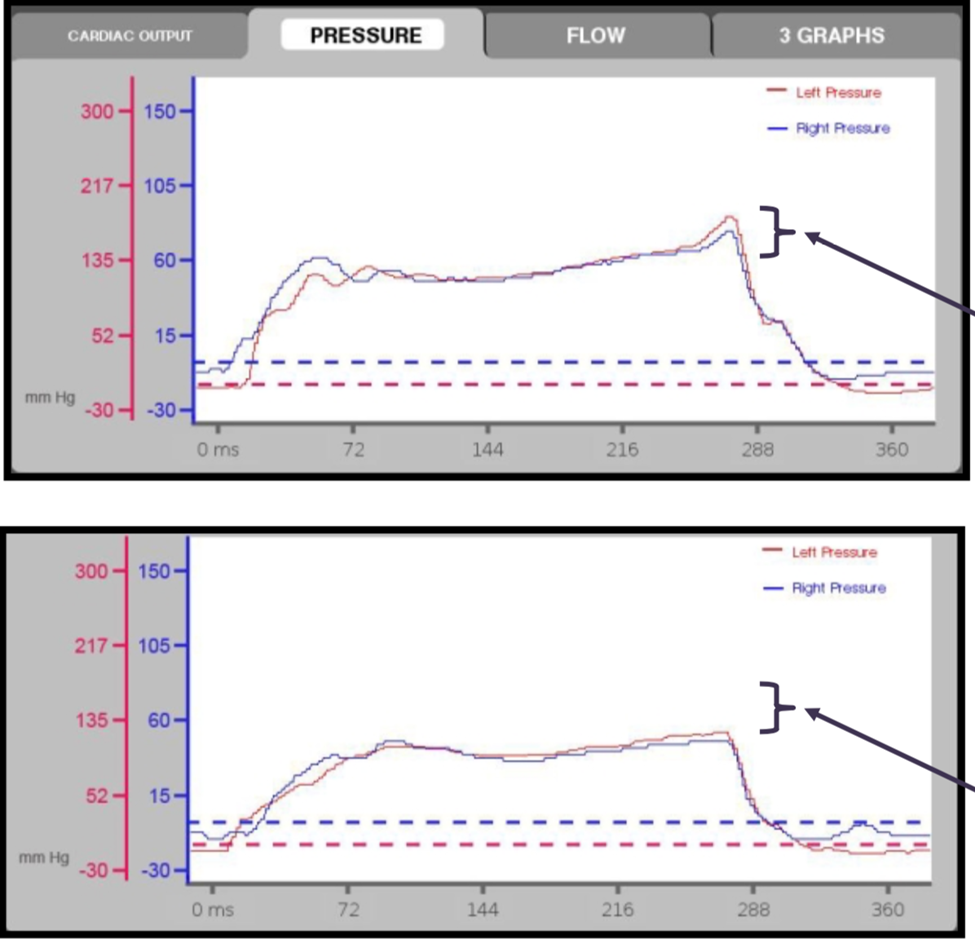 CARDIAC OUTPUT PRESSURE FLOW 3 GRAPHS
Left Pressure
300 150
Right Pressure
217 105
135 60
52 15
mm Hg
-30 -30
0 ms 72 144 216 288 360
Left Pressure
300 150
Right Pressure
217 105
135 60
52 15
mm Hg
-30 -30
0 ms 72 144 216 288 360